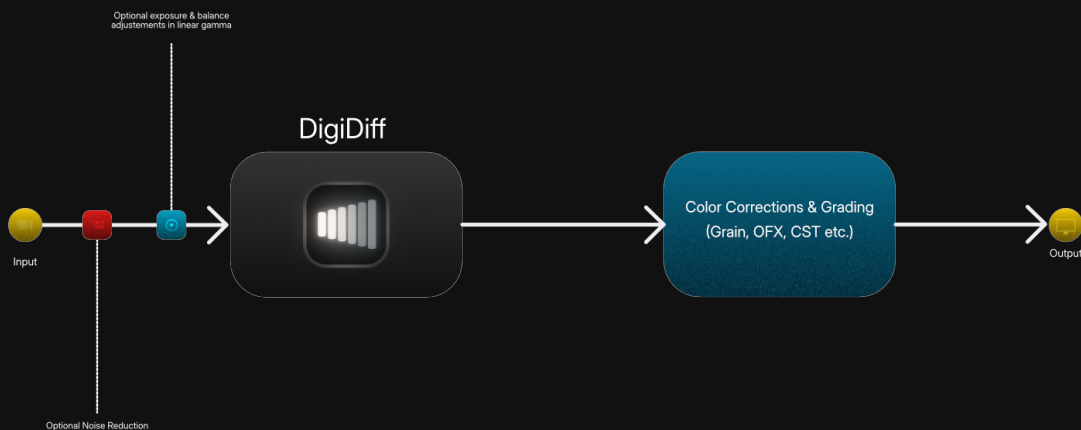 Optional exposure & balance
adjustements in linear gamma
DigiDiff
Color Corrections & Grading
(Grain, OFX, CST etc.)
Input
Output
Optional Noise Reduction